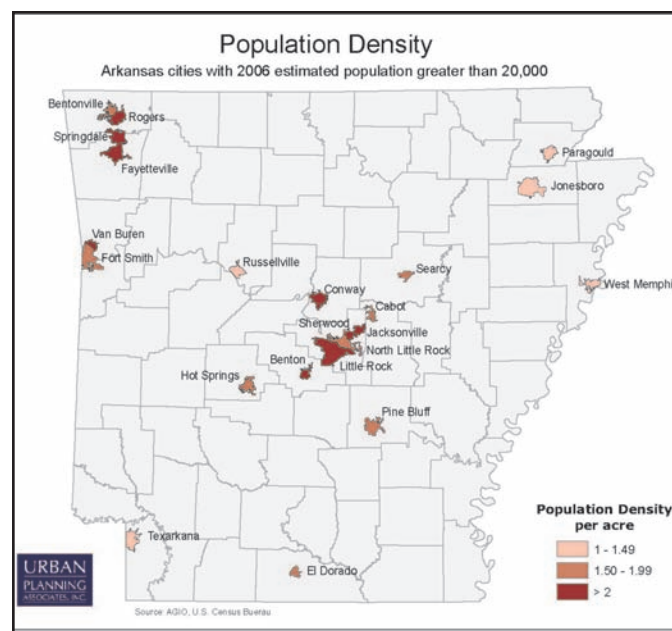 Population Density
Arkansas cities with 2006 estimated population greater than 20,000
Bentonville
Rogers
Springdale
Fayetteville
Paragould
Jonesboro
Van Buren
Fort Smith
Russellville
Searcy
West Memphi
Conway
Cabot
Sherwood
Jacksonville
North Little Rock
Benton
Little Rock
Hot Springs
Pine Bluff
Texarkana
El Dorado
Population Density
per acre
1 - 1.49
1.50 - 1.99
> 2
URBAN
PLANNING
ASSOCIATES, INC.
Source: AGIO, U.S. Census Buerau